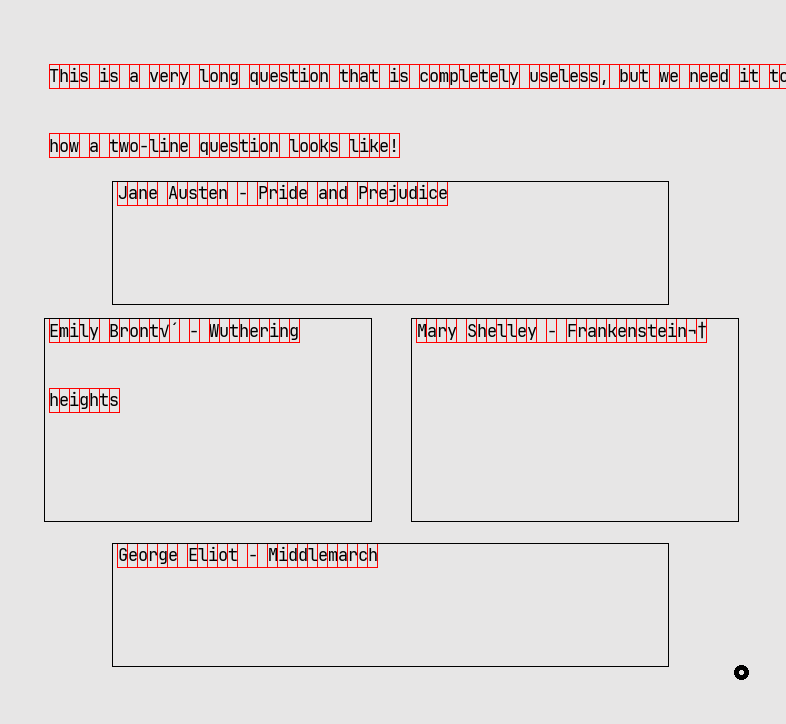 This is a very long question that is completely useless, but we need it to
how a two-line question looks like!
Jane Austen - Pride and Prejudice
Emily Bront√´ - Wuthering
heights
Mary Shelley - Frankenstein¬†
George Eliot - Middlemarch